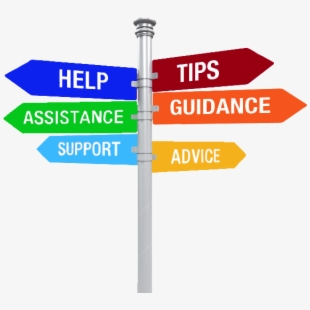 HELP
TIPS
ASSISTANCE
GUIDANCE
SUPPORT
ADVICE